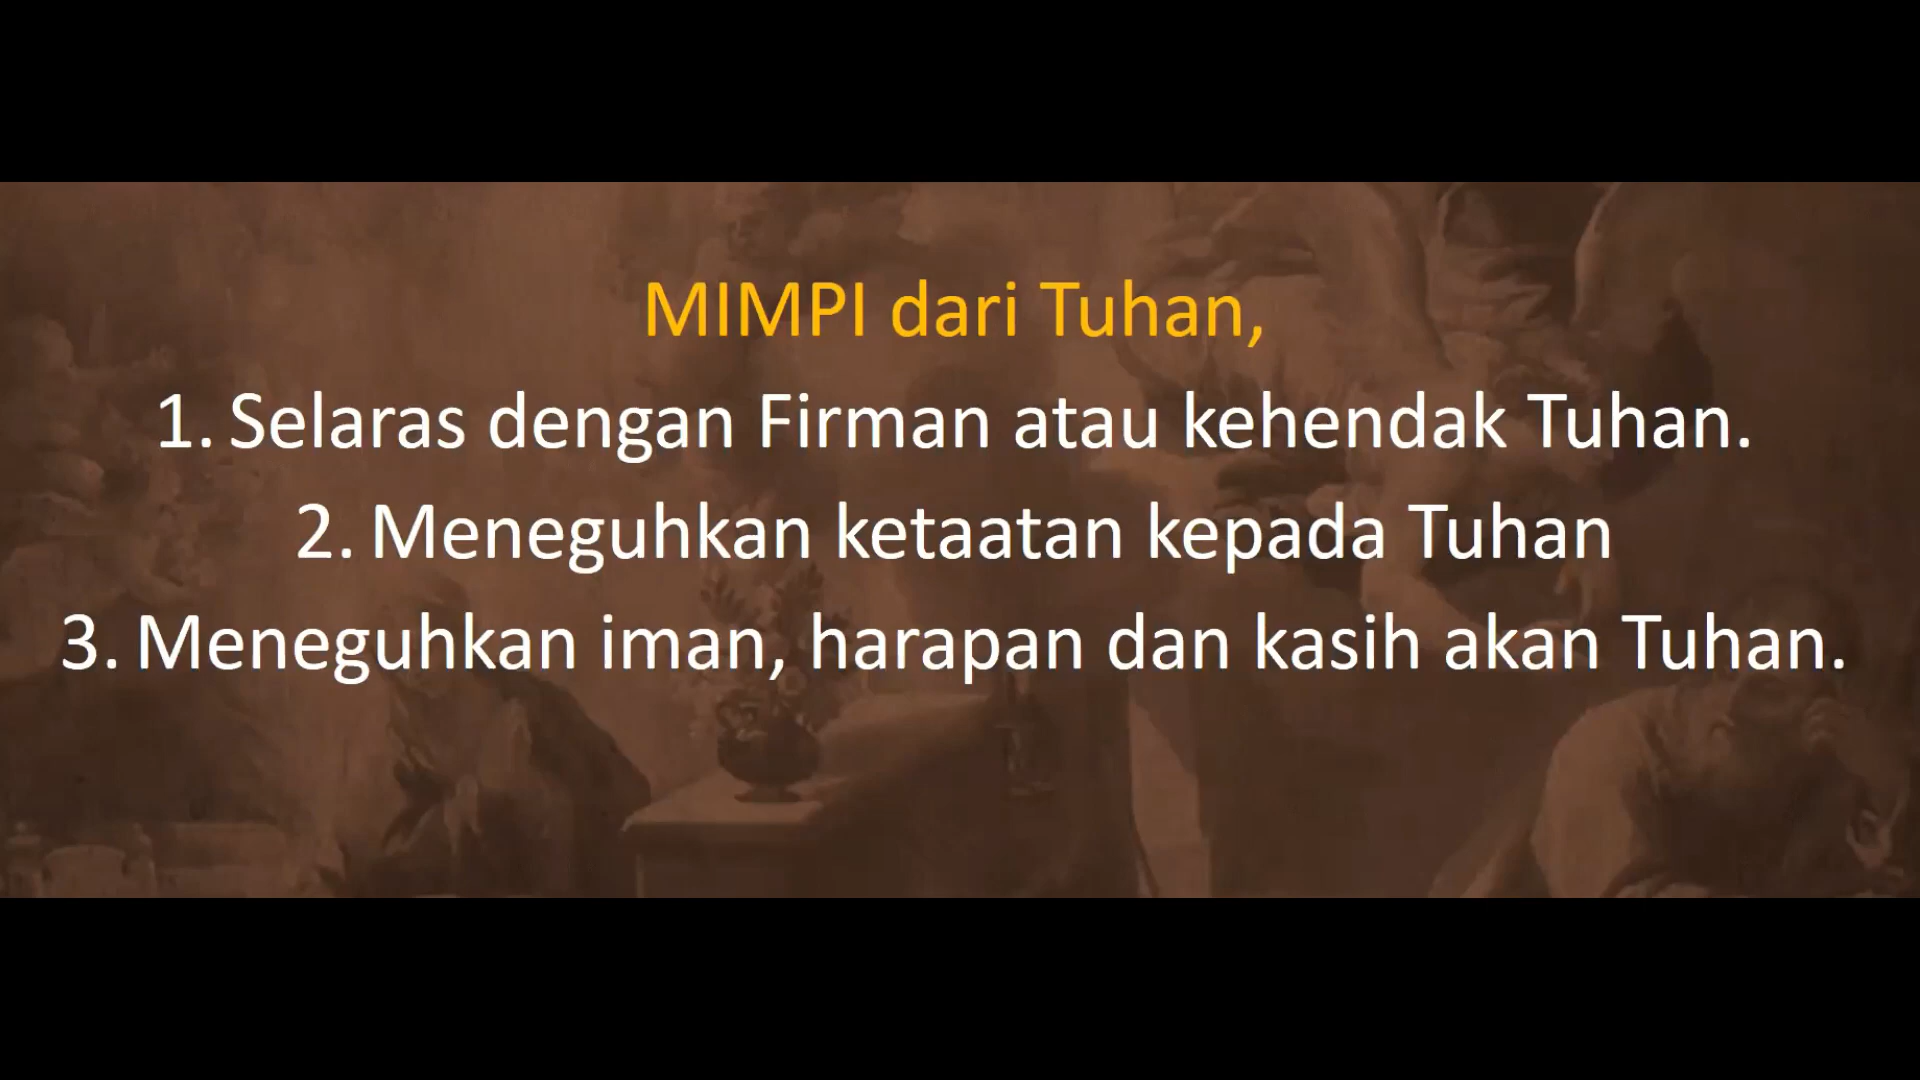 MIMPI dari Tuhan,
1. Selaras dengan Firman atau kehendak Tuhan.
2. Meneguhkan ketaatan kepada Tuhan
3. Meneguhkan iman, harapan dan kasih akan Tuhan.